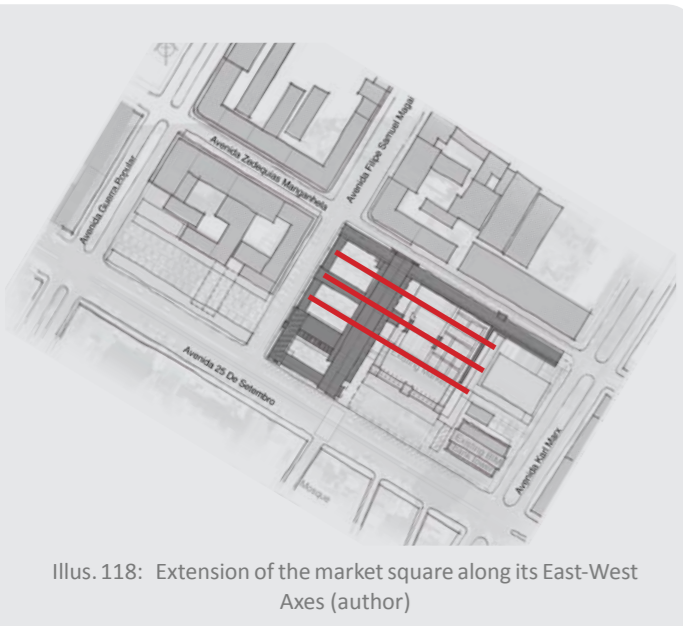 Avenida Zedequias Manganhela
Avenida Filipe Samuel Magai
Avenida Guerra Popular
Avenida 25 De Setembro
Avenida Karl Marx
Mosque
Illus. 118: Extension of the market square along its East-West
Axes (author)